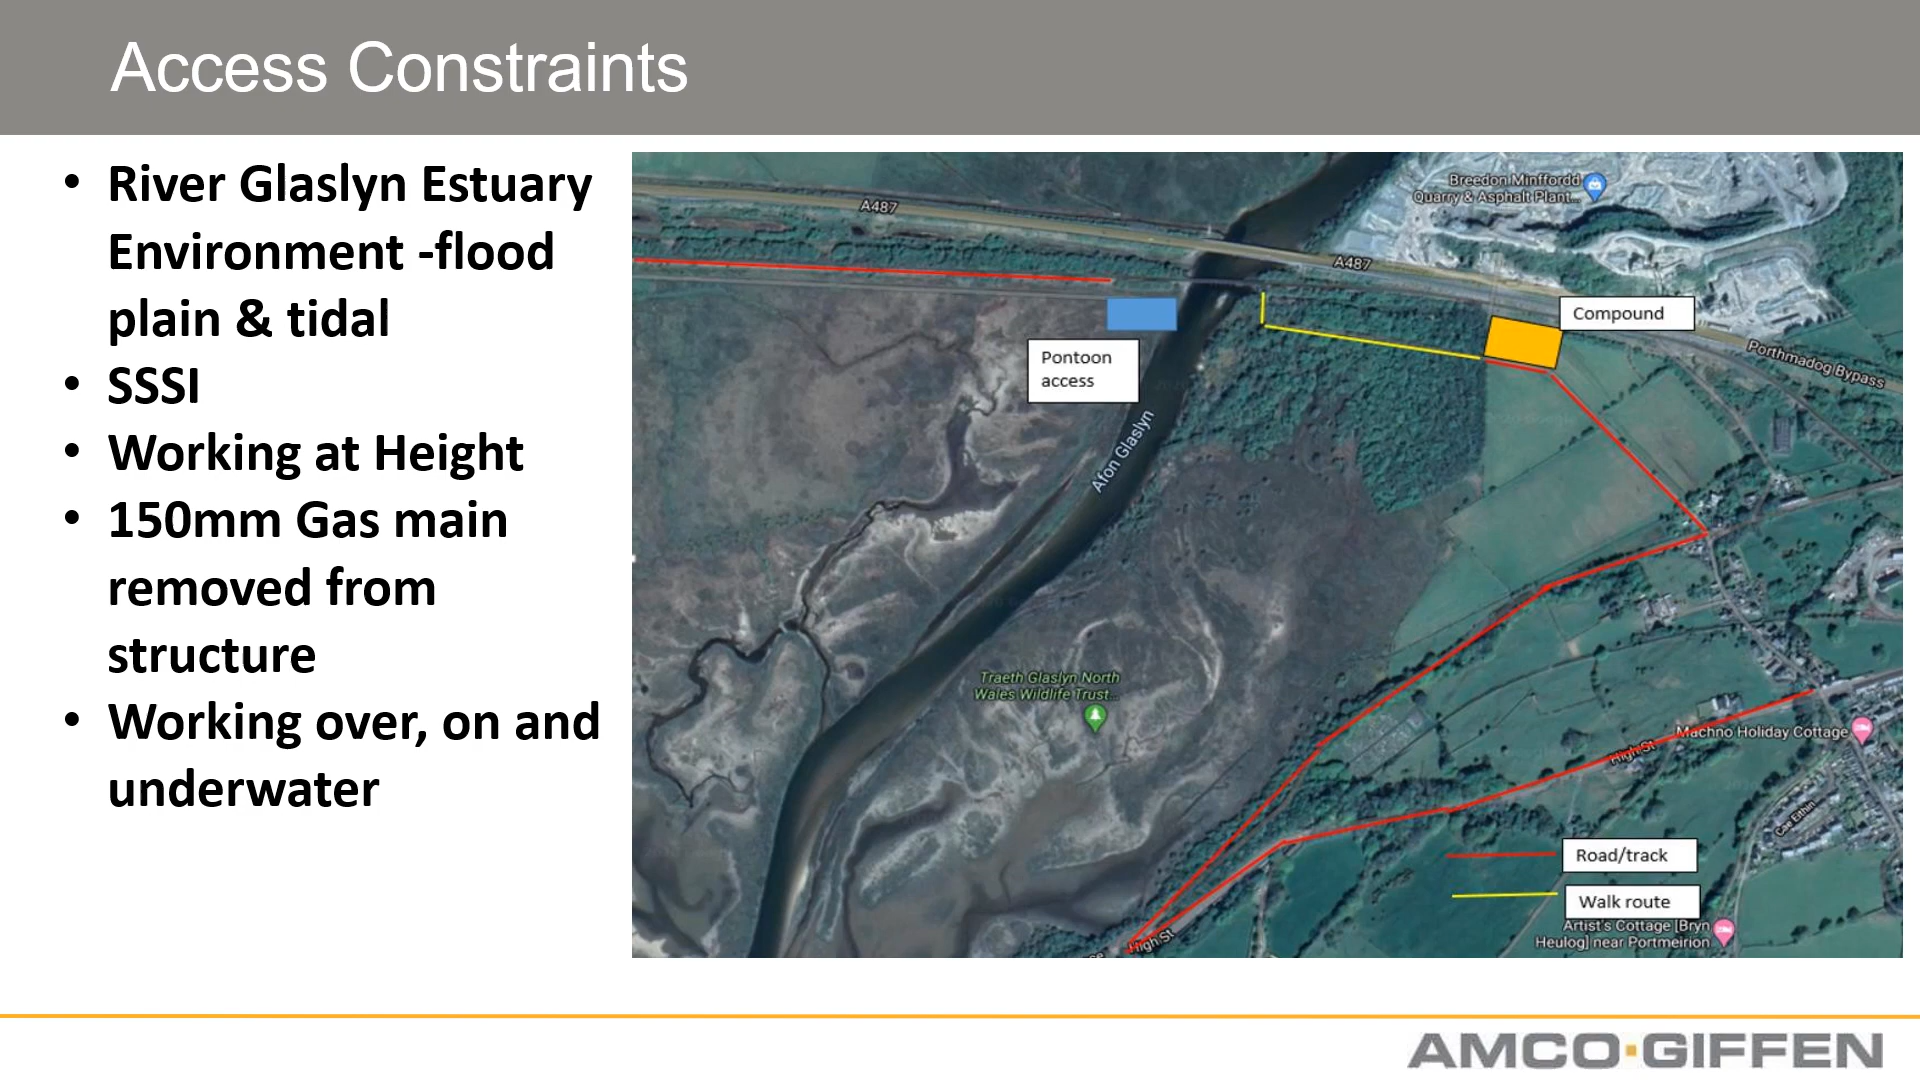 Access Constraints
• River Glaslyn Estuary
Environment -flood
plain & tidal
• SSSI
• Working at Height
• 150mm Gas main
removed from
structure
• Working over, on and
underwater
Breedon Minffordd
Quarry & Asphalt Plant...
A487
A487
Compound
Porthmadog Bypass
Pontoon
access
Afon Glaslyn
Traeth Glaslyn North
Wales Wildlife Trust...
Machno Holiday Cottage
High St
Cae Eithin
Road/track
Walk route
Artist's Cottage [Bryn
Heulog] near Portmeirion
High St
AMCO·GIFFEN